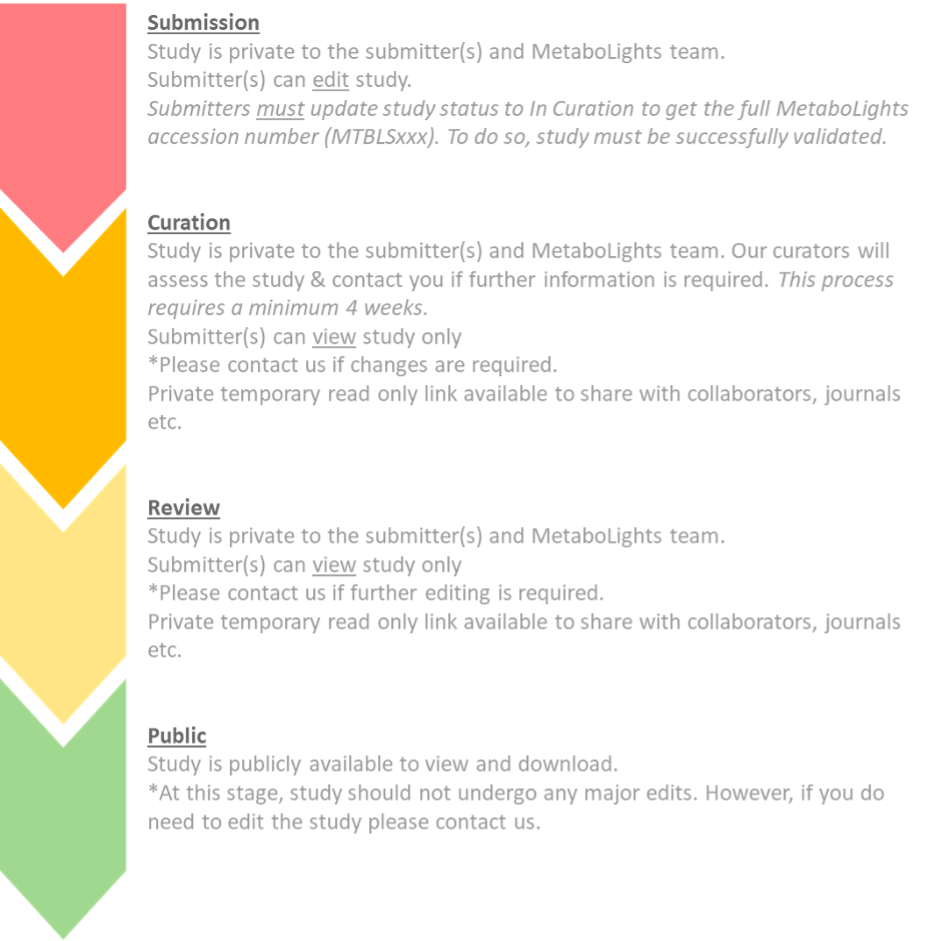 Submission
Study is private to the submitter(s) and MetaboLights team.
Submitter(s) can edit study.
Submitters must update study status to In Curation to get the full MetaboLights
accession number (MTBLSxxx). To do so, study must be successfully validated.
Curation
Study is private to the submitter(s) and MetaboLights team. Our curators will
assess the study & contact you if further information is required. This process
requires a minimum 4 weeks.
Submitter(s) can view study only
*Please contact us if changes are required.
Private temporary read only link available to share with collaborators, journals
etc.
Review
Study is private to the submitter(s) and MetaboLights team.
Submitter(s) can view study only
*Please contact us if further editing is required.
Private temporary read only link available to share with collaborators, journals
etc.
Public
Study is publicly available to view and download.
*At this stage, study should not undergo any major edits. However, if you do
need to edit the study please contact us.